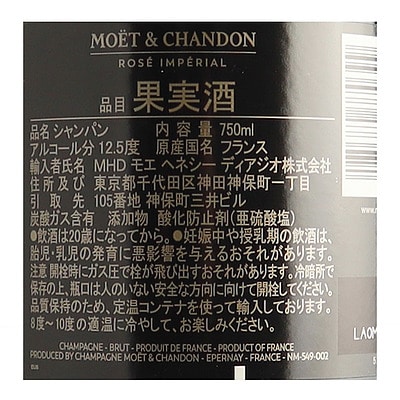 MOËT & CHANDON
ROSÉ IMPÉRIAL
品目 果実酒
品名 シャンパン 内容量 750ml
アルコール分 12.5度 原産国名 フランス
輸入者氏名 MHD モエ ヘネシー ディアジオ株式会社
住所及び 東京都千代田区神田神保町一丁目
引取先 105番地 神保町三井ビル
炭酸ガス含有 添加物 酸化防止剤(亜硫酸塩)
●飲酒は20歳になってから。●妊娠中や授乳期の飲酒は、
胎児・乳児の発育に悪影響を与えるおそれがあります。
注意 開栓時にガス圧で栓が飛び出すおそれがあります。冷暗所で
保存の上、瓶口は人のいない安全な方向に向けて開栓してください。
品質保持のため、定温コンテナを使って輸入しております。
8度〜10度の適温に冷やして、お楽しみください。
CHAMPAGNE - BRUT - PRODUIT DE FRANCE - PRODUCT OF FRANCE
PRODUCED BY CHAMPAGNE MOËT & CHANDON - EPERNAY - FRANCE - NM-549-002